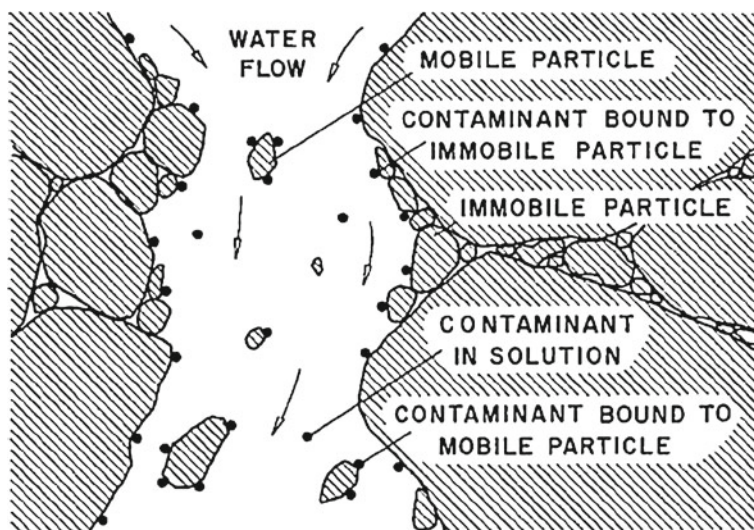 WATER
FLOW
MOBILE PARTICLE
CONTAMINANT BOUND TO
IMMOBILE PARTICLE
IMMOBILE PARTICLE
CONTAMINANT
IN SOLUTION
CONTAMINANT BOUND TO
MOBILE PARTICLE